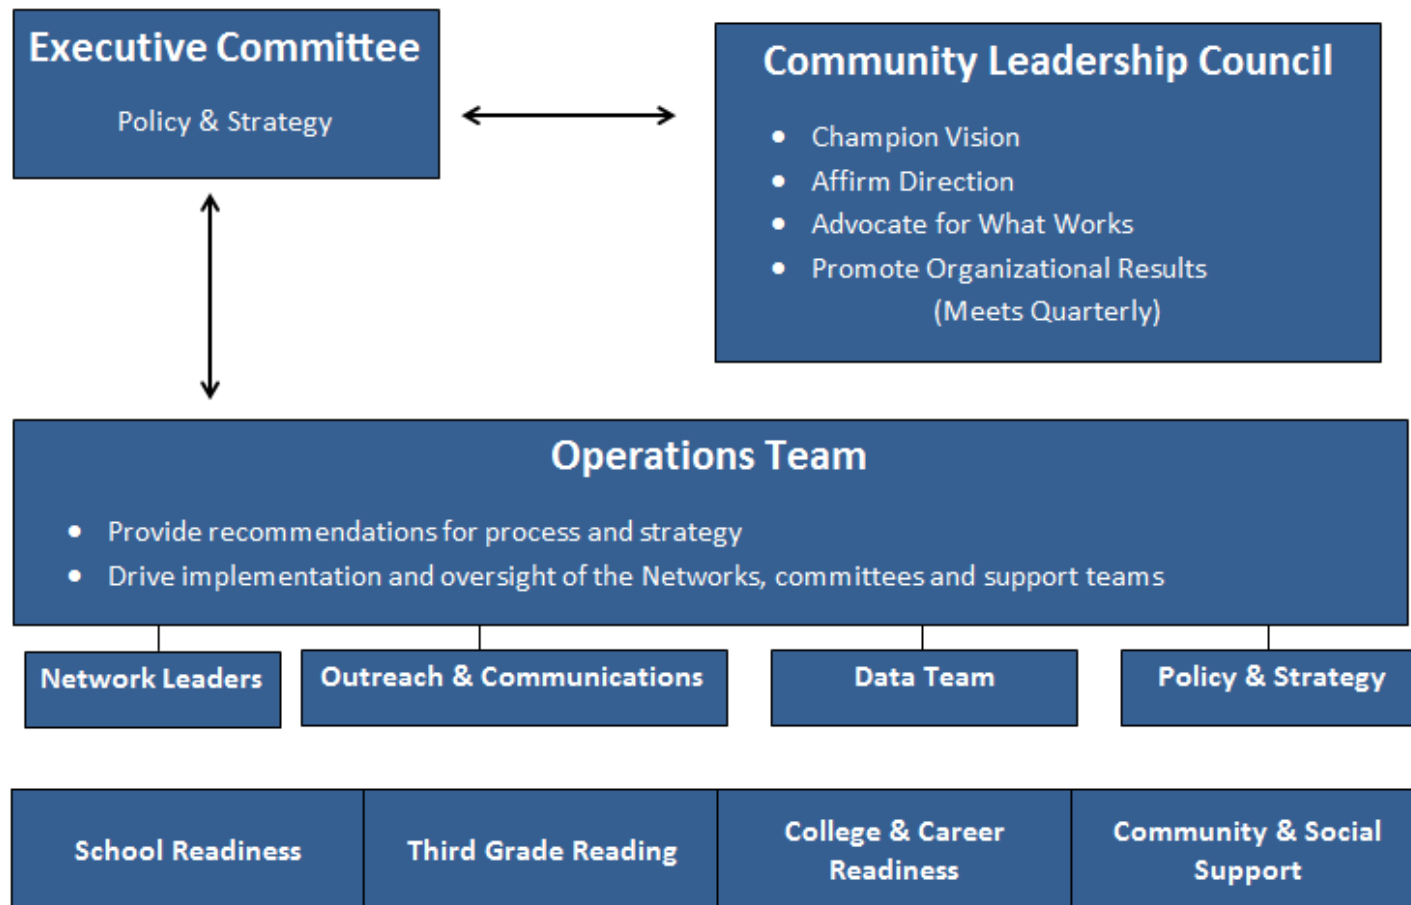 Executive Committee
Policy & Strategy
Community Leadership Council
• Champion Vision
• Affirm Direction
• Advocate for What Works
• Promote Organizational Results
(Meets Quarterly)
Operations Team
• Provide recommendations for process and strategy
• Drive implementation and oversight of the Networks, committees and support teams
Network Leaders
Outreach & Communications
Data Team
Policy & Strategy
School Readiness
Third Grade Reading
College & Career
Readiness
Community & Social
Support